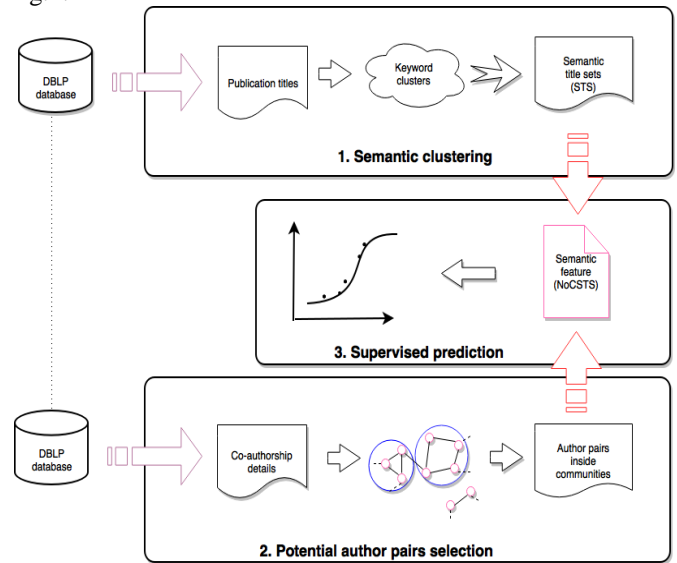 DBLP
database
Publication titles
Keyword
clusters
Semantic
title sets
(STS)
1. Semantic clustering
Semantic
feature
(NoCSTS)
3. Supervised prediction
DBLP
database
Co-authorship
details
Author pairs
inside
communities
2. Potential author pairs selection